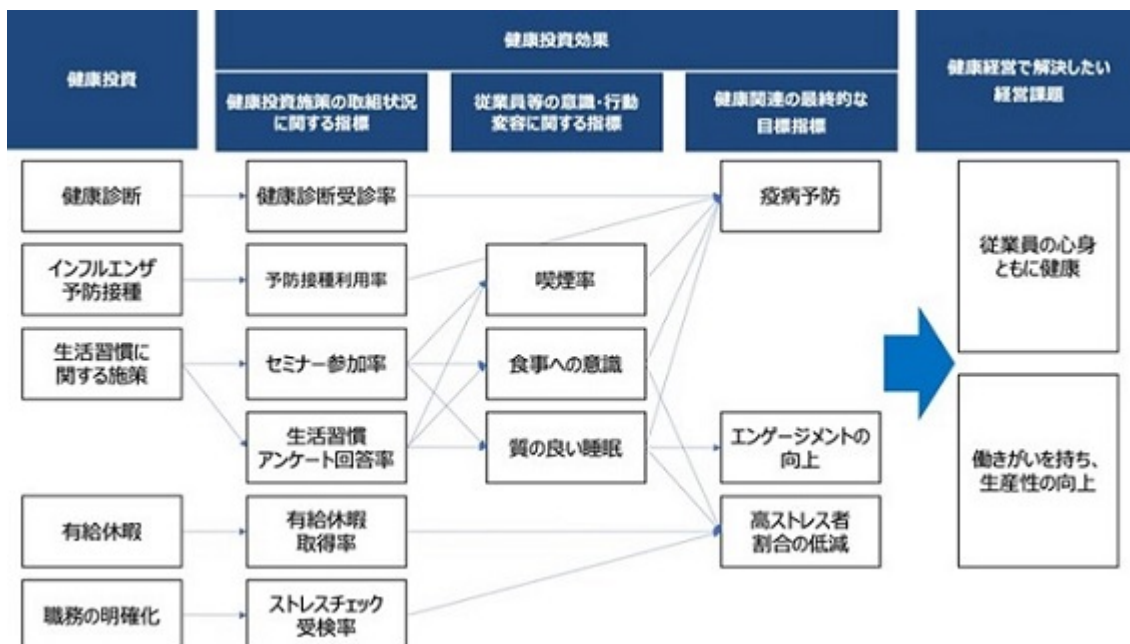 健康投資
健康投資効果
健康経営で解決したい
経営課題
健康投資施策の取組状況
に関する指標
従業員等の意識・行動
変容に関する指標
健康関連の最終的な
目標指標
健康診断
健康診断受診率
疫病予防
インフルエンザ
予防接種
予防接種利用率
喫煙率
従業員の心身
ともに健康
生活習慣に
関する施策
セミナー参加率
食事への意識
生活習慣
アンケート回答率
質の良い睡眠
エンゲージメントの
向上
働きがいを持ち、
生産性の向上
有給休暇
有給休暇
取得率
高ストレス者
割合の低減
職務の明確化
ストレスチェック
受検率